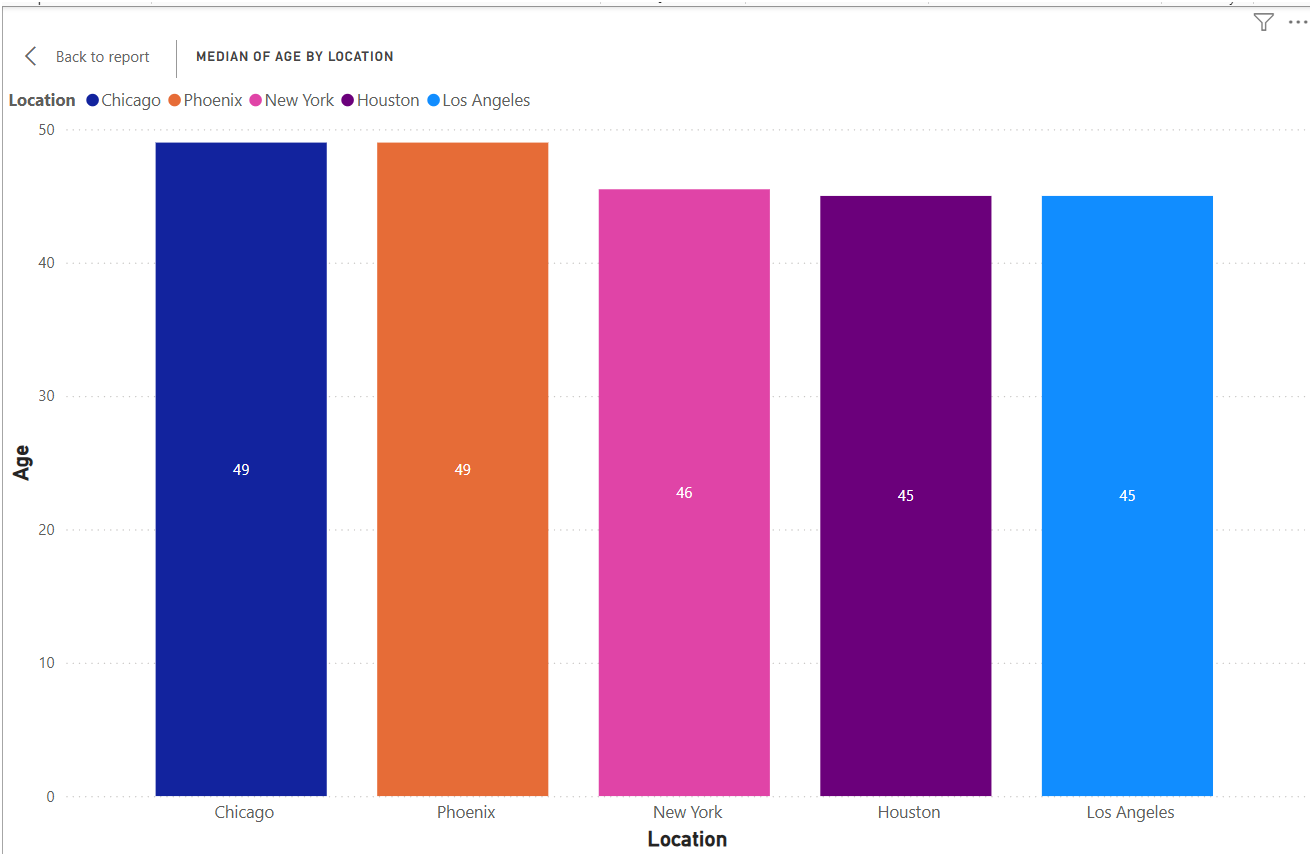 Back to report
MEDIAN OF AGE BY LOCATION
Location Chicago Phoenix New York Houston Los Angeles
50
40
30
20
10
0
Age
49
49
46
45
45
Chicago Phoenix New York Houston Los Angeles
Location